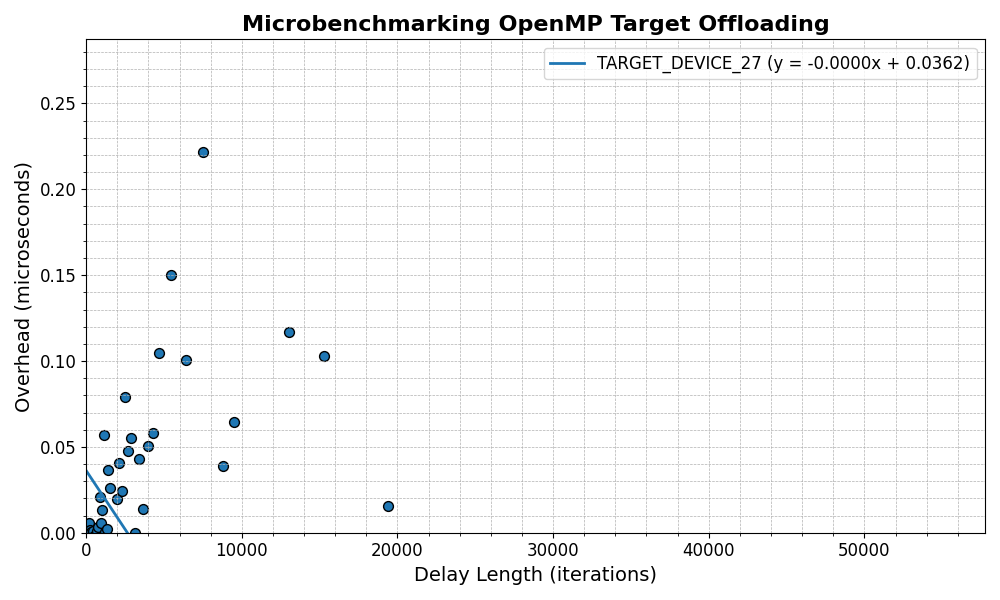 Microbenchmarking OpenMP Target Offloading
TARGET_DEVICE_27 (y = -0.0000x + 0.0362)
Overhead (microseconds)
0.25
0.20
0.15
0.10
0.05
0.00
0 10000 20000 30000 40000 50000
Delay Length (iterations)